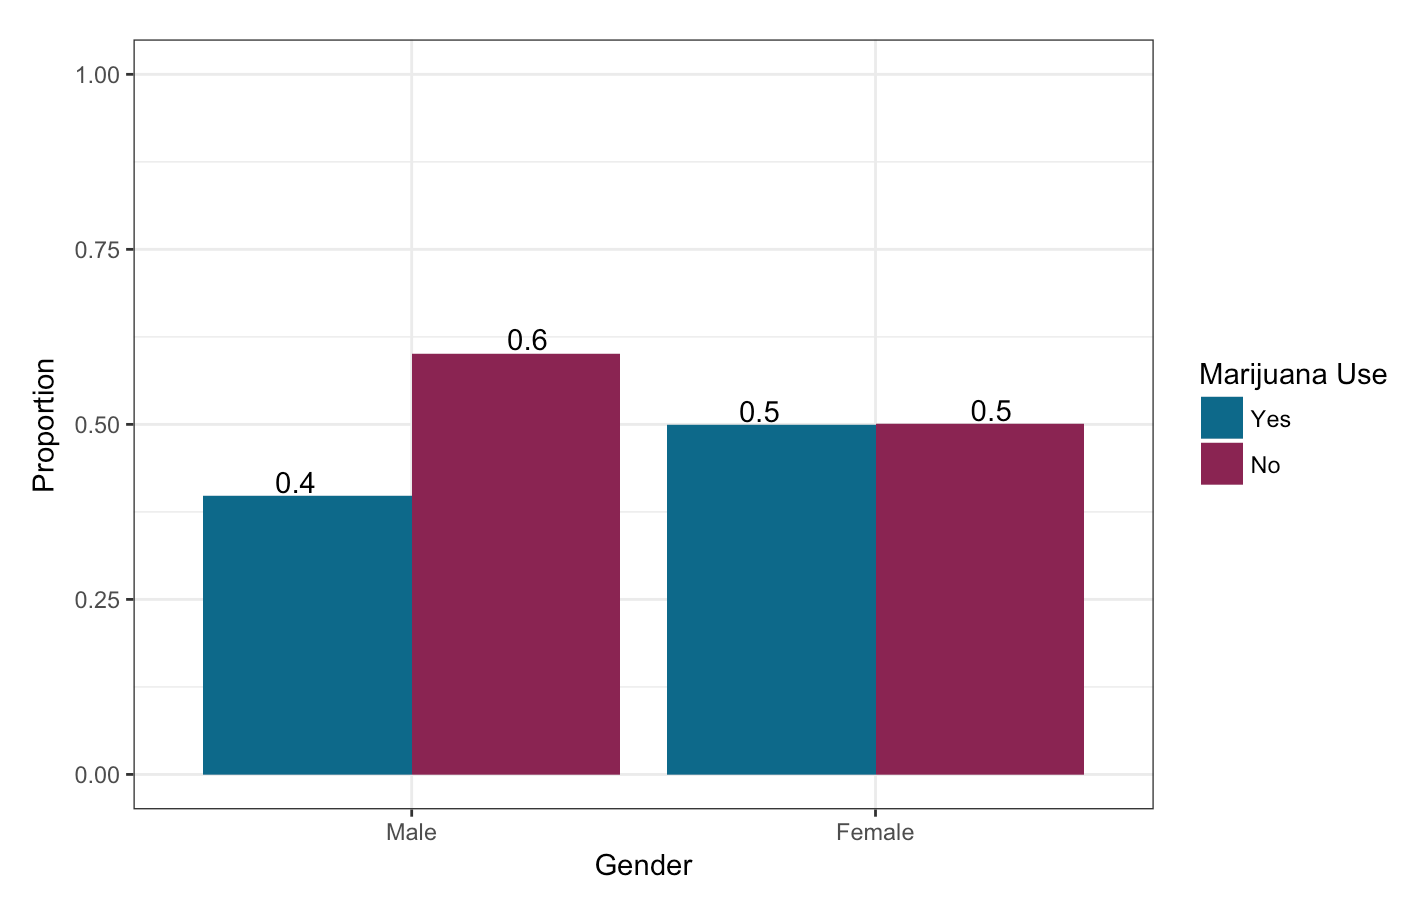 1.00
0.75
0.50
0.25
0.00
Proportion
0.4
0.6
0.5
0.5
Male
Female
Gender
Marijuana Use
Yes
No